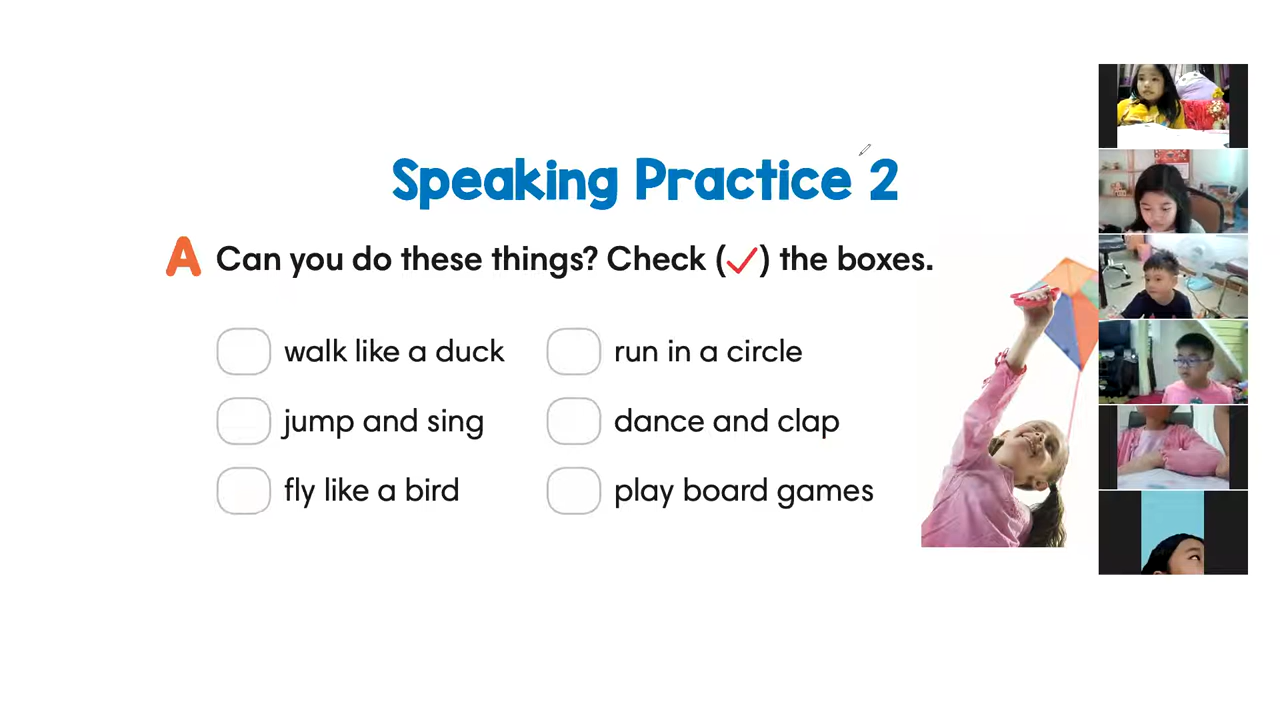 Speaking Practice 2
A Can you do these things? Check (✓) the boxes.
walk like a duck
run in a circle
jump and sing
dance and clap
fly like a bird
play board games